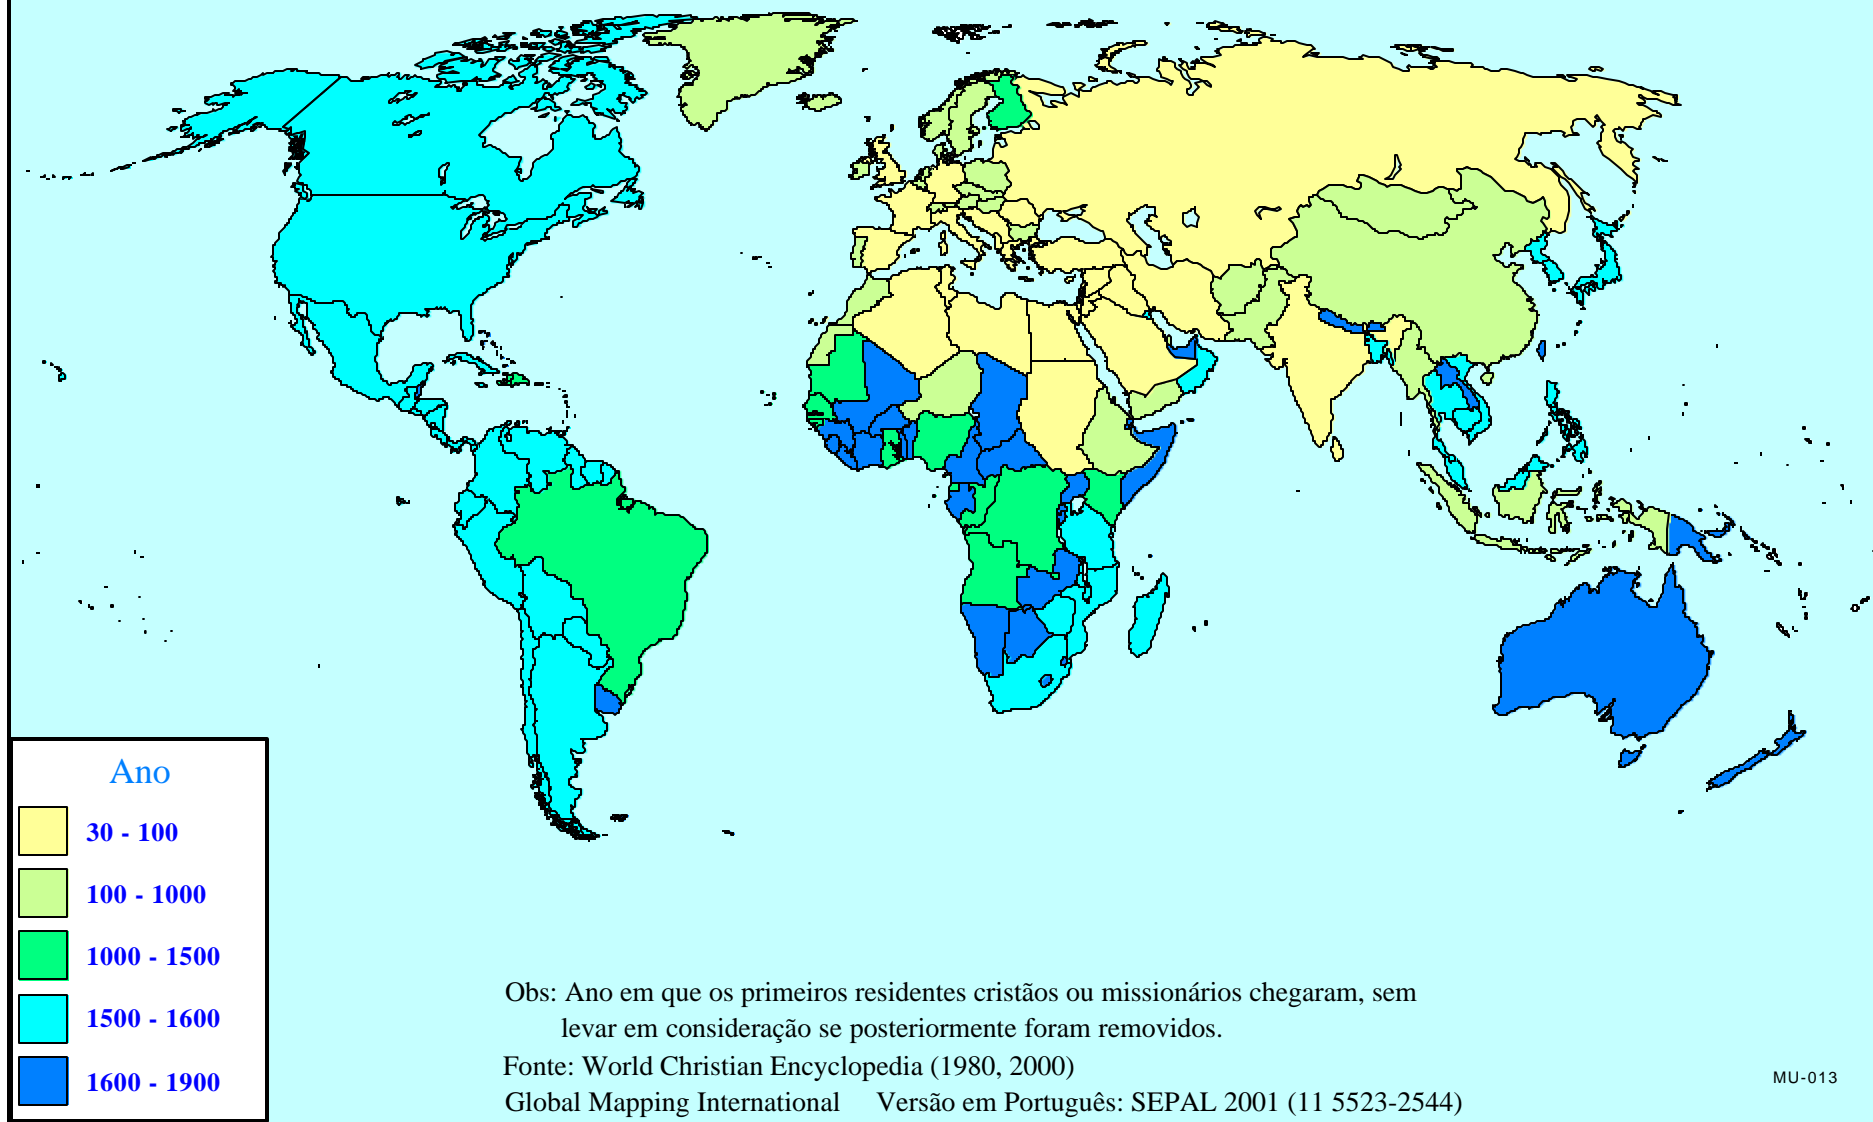 Ano
30 - 100
100 - 1000
1000 - 1500
1500 - 1600
1600 - 1900
Obs: Ano em que os primeiros residentes cristãos ou missionários chegaram, sem
levar em consideração se posteriormente foram removidos.
Fonte: World Christian Encyclopedia (1980, 2000)
Global Mapping International Versão em Português: SEPAL 2001 (11 5523-2544)
MU-013